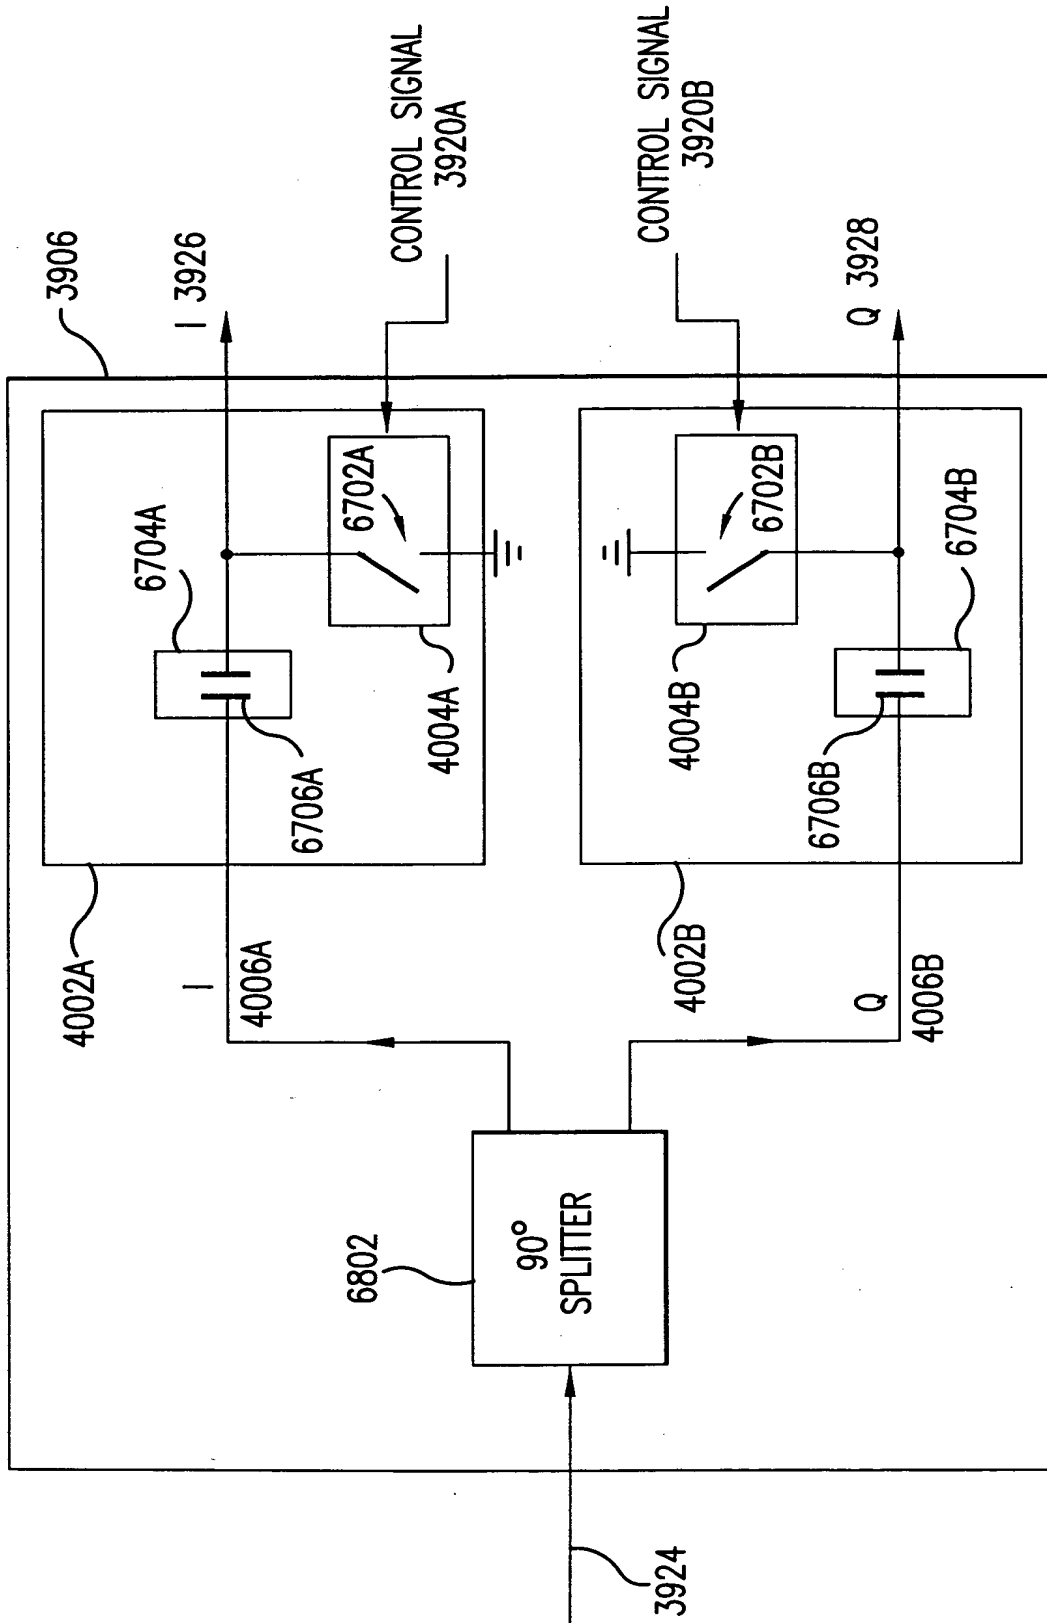 3906
I 3926
6704A
6706A
6702A
4004A
CONTROL SIGNAL
3920A
4002A
I
4006A
6802
90°
SPLITTER
3924
CONTROL SIGNAL
3920B
6702B
4004B
Q 3928
6704B
6706B
4002B
Q
4006B